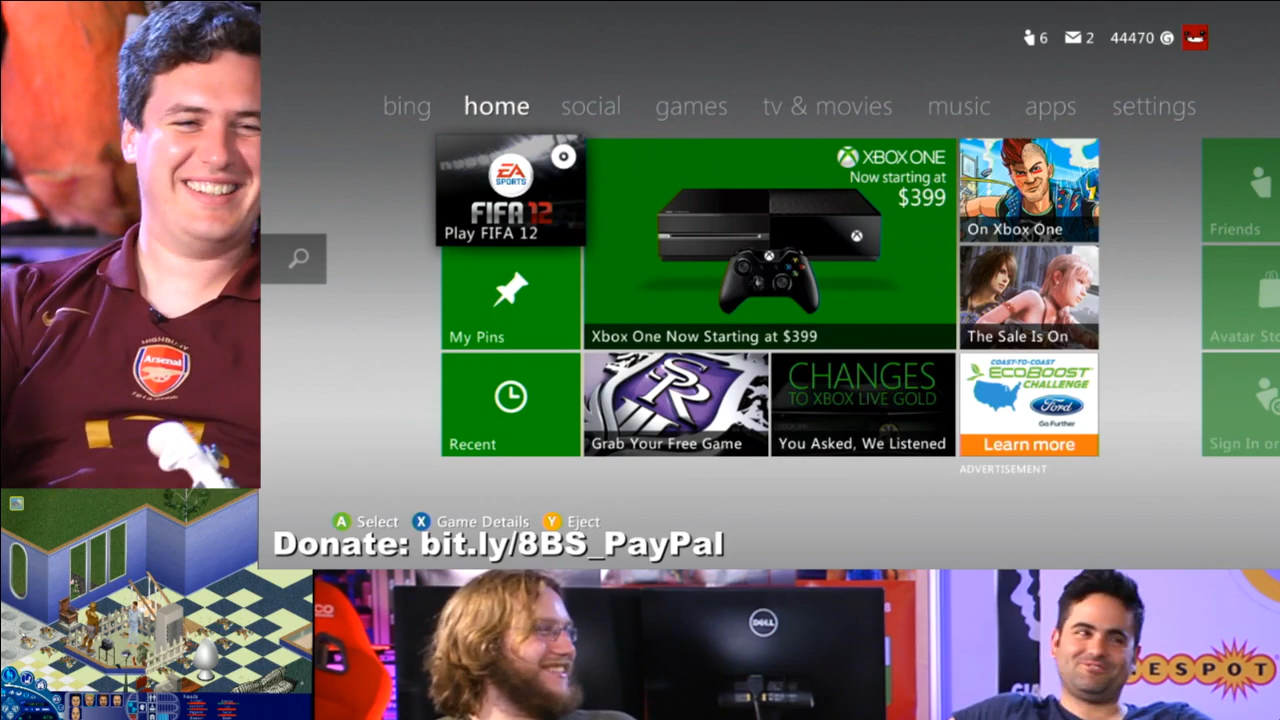 6 2 44470 G
bing home social games tv & movies music apps settings
EA
SPORTS
FIFA 12
Play FIFA 12
XBOX ONE
Now starting at
$399
Xbox One Now Starting at $399
On Xbox One
Friends
My Pins
The Sale Is On
Avatar Sto
Arsenal
Recent
Grab Your Free Game
CHANGES
TO XBOX LIVE GOLD
You Asked, We Listened
COAST-TO-COAST
ECOBOOST
CHALLENGE
Ford
Go Further
Learn more
ADVERTISEMENT
Sign In or
A Select X Game Details Y Eject
Donate: bit.ly/8BS_PayPal
CO
DELL
ESPOT